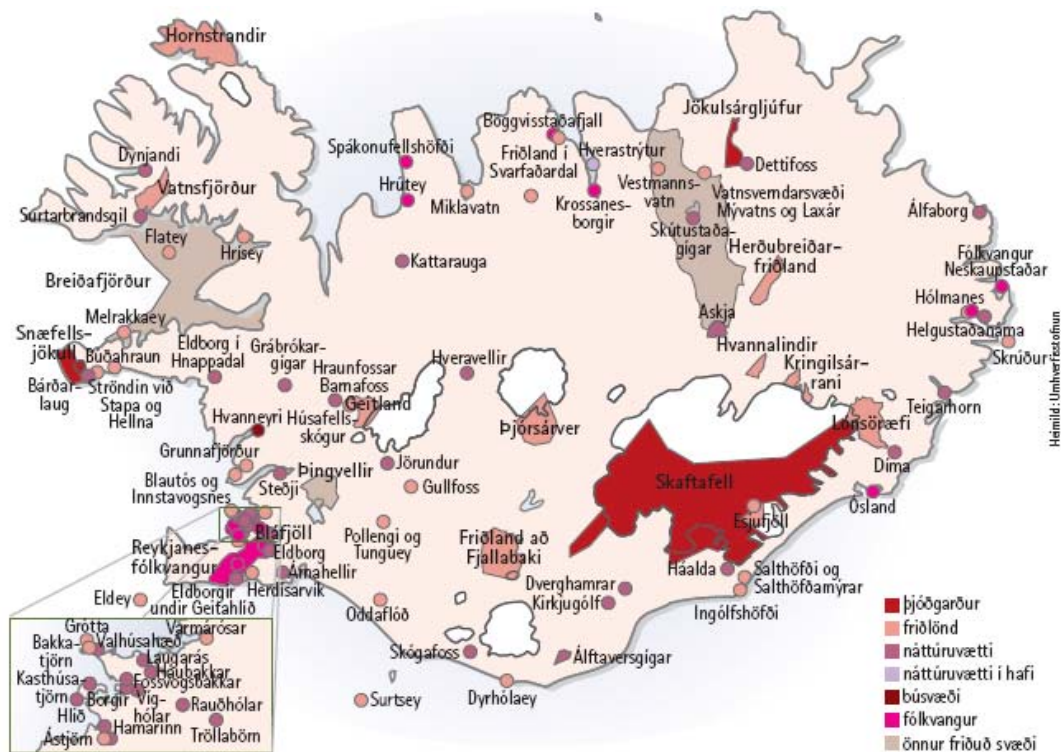 Hornstrandir
Jökulsárgljúfur
Böggvisstaðafjall
Spákonufellshöfði
Friðland í
Svarfaðardal
Hverastrýtur
Dynjandi
Dettifoss
Vatnsfjörður
Hrútey
Miklavatn
Krossanes-
borgir
Vestmanns-
vatn
Vatnsverndarsvæði
Mývatns og Laxár
Surtarbrandsgil
Álfaborg
Flatey
Hrísey
Skútustaða-
gígar
Herðubreiðar-
friðland
Fólkvangur
Neskaupstaðar
Kattarauga
Breiðafjörður
Hólmanes
Melrakkaey
Askja
Helgustaðanáma
Snæfells-
jökull
Búðahraun
Eldborg í
Hnappadal
Grábrókar-
gígar
Hveravellir
Hvannalindir
Skrúður
Hraunfossar
Barnafoss
Kringilsár-
rani
Bárðar-
laug
Ströndin við
Stapa og
Hellna
Geitland
Hvanneyri
Húsafells-
skógur
Þjórsárver
Teigarhorn
Lónsöræfi
Grunnafjörður
Díma
Blautós og
Innstavogsnes
Steðji
Þingvellir
Jörundur
Gullfoss
Skaftafell
Ósland
Esjufjöll
Bláfjöll
Pollengi og
Tunguey
Friðland að
Fjallabaki
Reykjanes-
fólkvangur
Eldborg
Árnahellir
Háalda
Salthöfði og
Salthöfðamýrar
Herdísarvík
Eldborgir
undir Geitahlíð
Dverghamrar
Kirkjugólf
Ingólfshöfði
Eldey
Oddaflóð
Skógafoss
Álftaversgígar
Surtsey
Dyrhólaey
Grótta
Varmárósar
Bakka-
tjörn
Valhúsahæð
Laugarás
Háubakkar
Kasthúsa-
tjörn
Fossvogsbakkar
Borgir
Víg-
hólar
Rauðhólar
Hlið
Hamarinn
Tröllabörn
Ástjörn
þjóðgarður
friðlönd
náttúruvætti
náttúruvætti í hafi
búsvæði
fólkvangur
önnur friðuð svæði
Heimild: Umhverfisstofnun